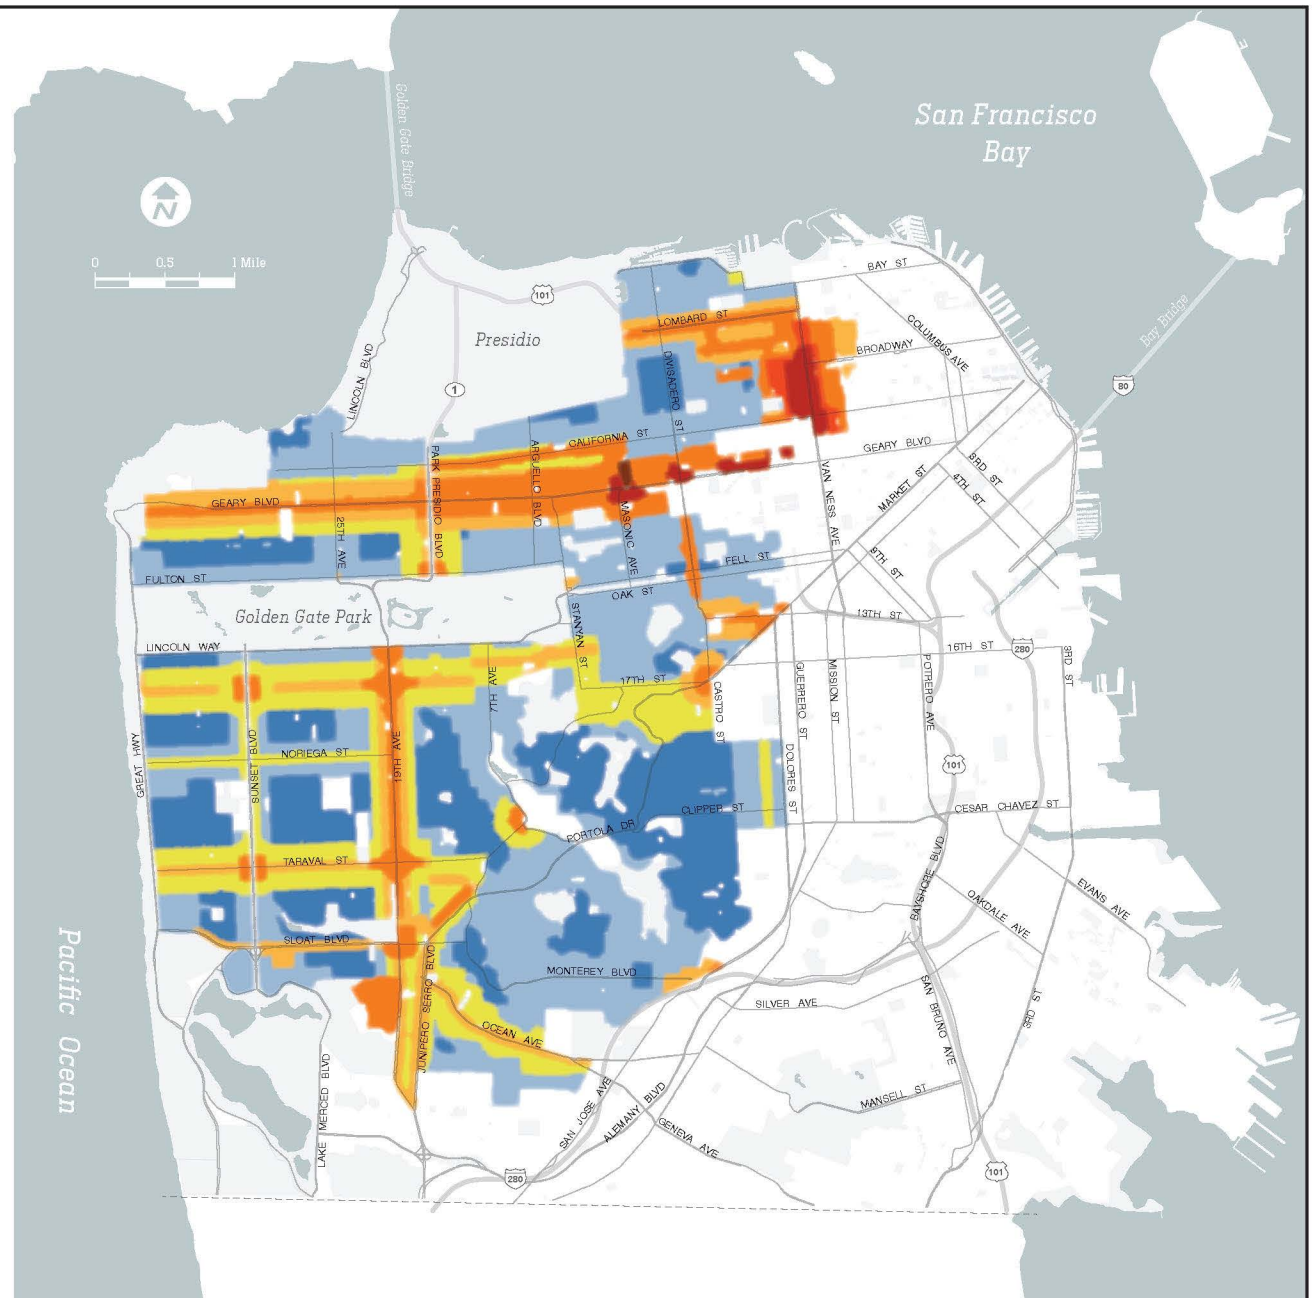 San Francisco
Bay
Golden Gate Bridge
N
0 0.5 1 Mile
101
BAY ST
Bay Bridge
LOMBARD ST
COLUMBUS AVE
Presidio
BROADWAY
LINCOLN BLVD
DIVISADERO ST
1
80
CALIFORNIA ST
GEARY BLVD
ARGUELLO BLVD
PARK PRESIDIO BLVD
3RD ST
4TH ST
MARKET ST
VAN NESS AVE
GEARY BLVD
25TH AVE
MASONIC AVE
FELL ST
9TH ST
FULTON ST
OAK ST
Golden Gate Park
STANYAN ST
13TH ST
LINCOLN WAY
16TH ST
280
3RD ST
7TH AVE
17TH ST
CASTRO ST
GUERRERO ST
MISSION ST
POTRERO AVE
GREAT HWY
SUNSET BLVD
NORIEGA ST
19TH AVE
DOLORES ST
101
CLIPPER ST
CESAR CHAVEZ ST
PORTOLA DR
TARAVAL ST
BAYSHORE BLVD
EVANS AVE
OAKDALE AVE
SLOAT BLVD
Pacific Ocean
MONTEREY BLVD
JUNIPERO SERRO BLVD
SILVER AVE
SAN BRUNO AVE
3RD ST
OCEAN AVE
LAKE MERCED BLVD
SAN JOSE AVE
ALEMANY BLVD
MANSELL ST
GENEVA AVE
280
101